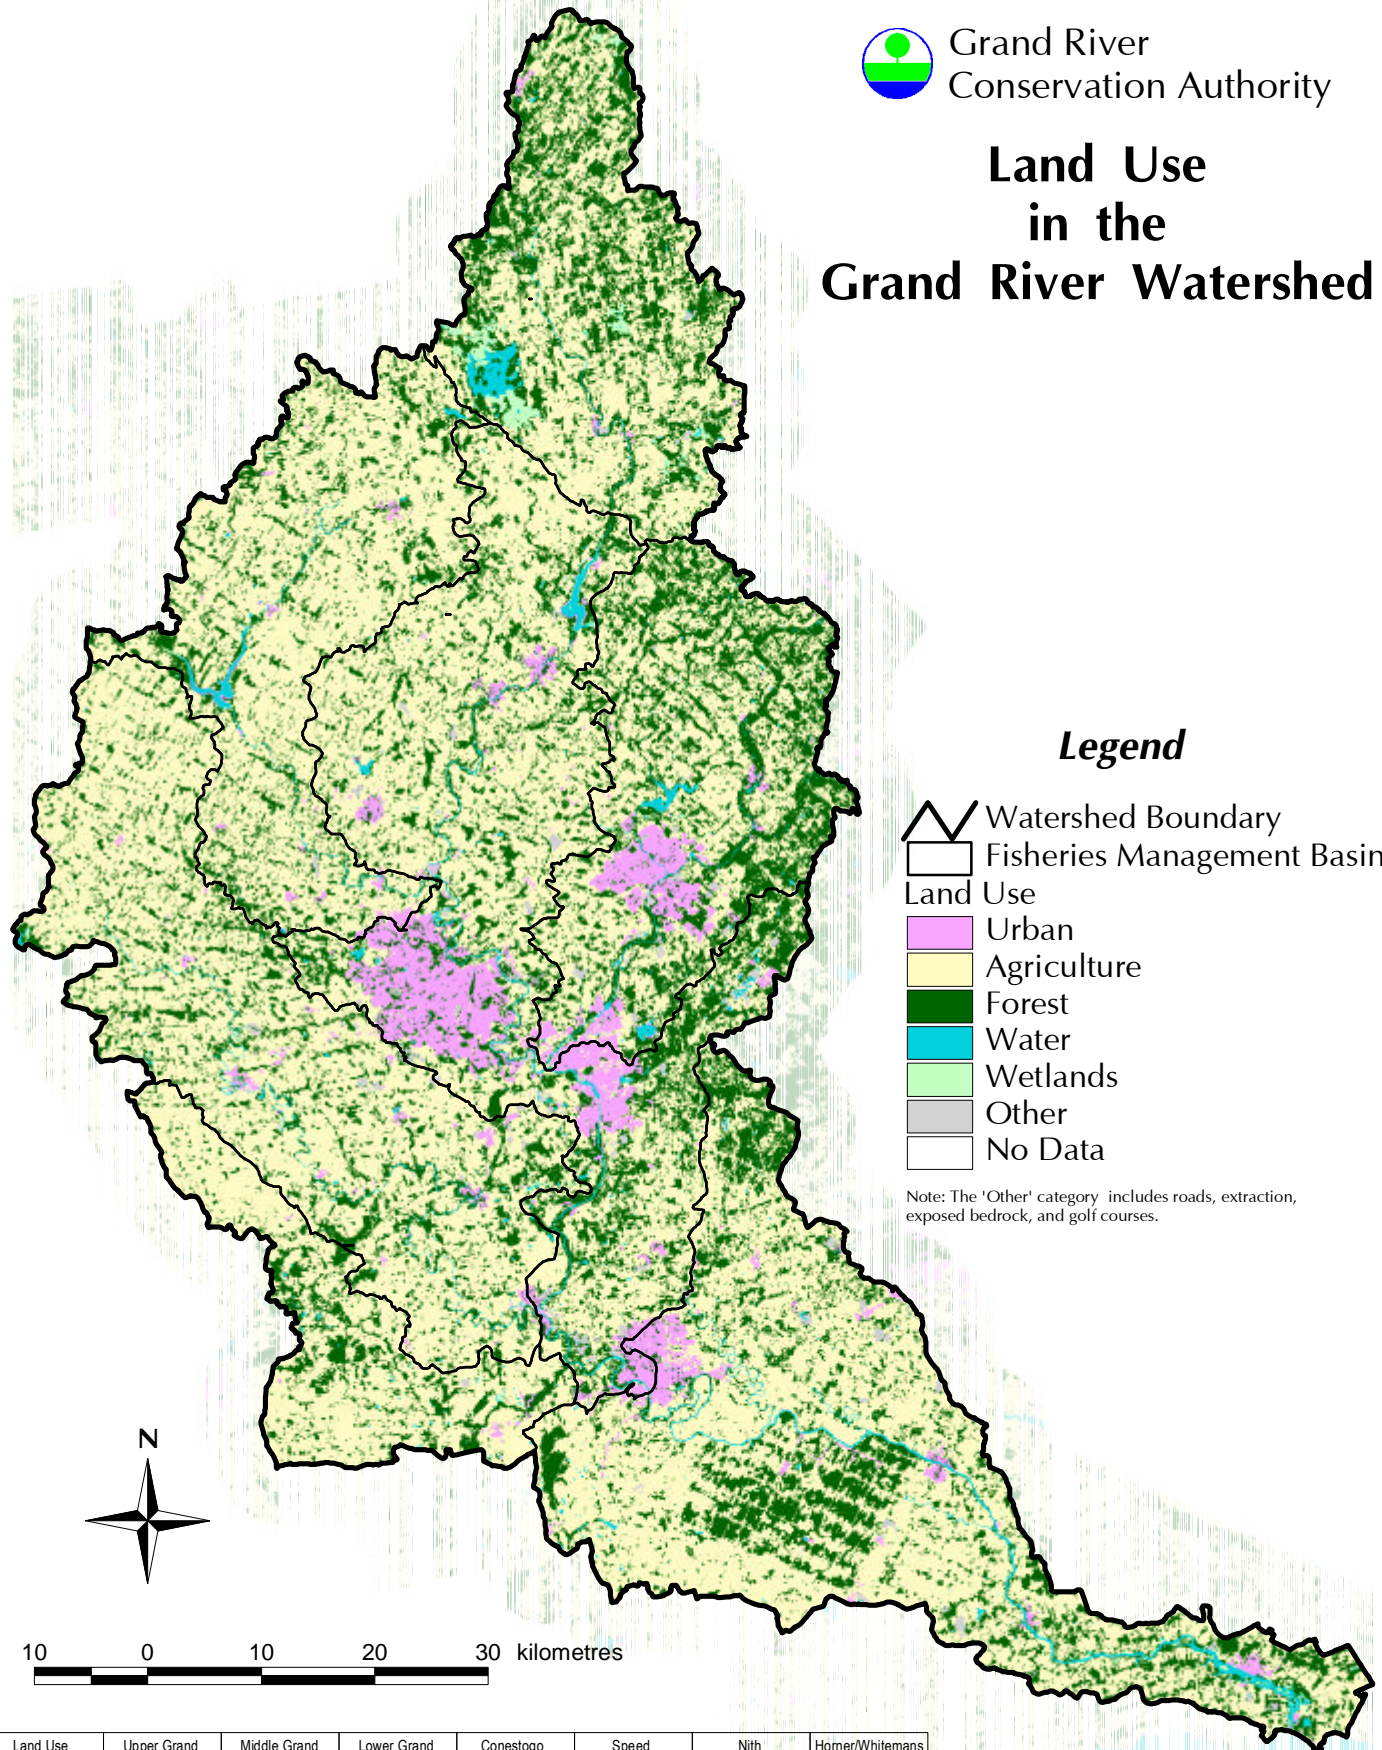 Grand River
Conservation Authority
Land Use
in the
Grand River Watershed
Legend
Watershed Boundary
Fisheries Management Basin
Land Use
Urban
Agriculture
Forest
Water
Wetlands
Other
No Data
Note: The 'Other' category includes roads, extraction,
exposed bedrock, and golf courses.
N
10 0 10 20 30 kilometres
Land Use Upper Grand Middle Grand Lower Grand Conestogo Speed Nith Horner/Whitemans